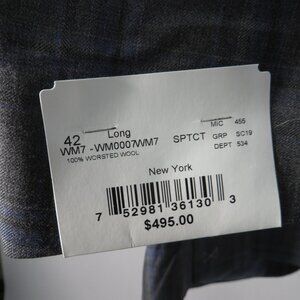 42 Long MIC 455
WM7 -WM0007WM7 SPTCT GRP SC19
100% WORSTED WOOL DEPT 534
New York
7 52981 36130 3
$495.00